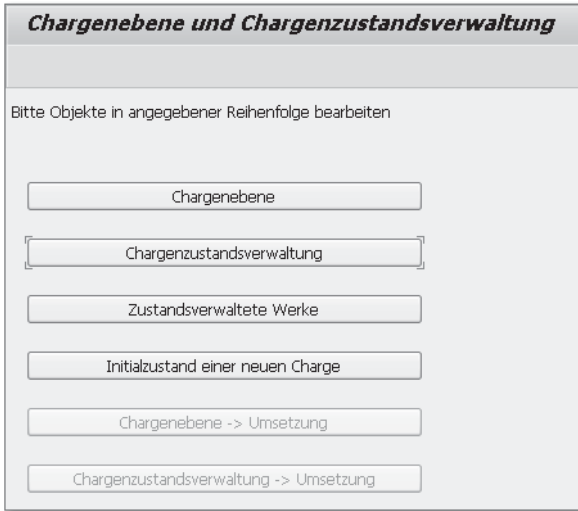 Chargenebene und Chargenzustandsverwaltung
Bitte Objekte in angegebener Reihenfolge bearbeiten
Chargenebene
Chargenzustandsverwaltung
Zustandsverwaltete Werke
Initialzustand einer neuen Charge
Chargenebene -> Umsetzung
Chargenzustandsverwaltung -> Umsetzung